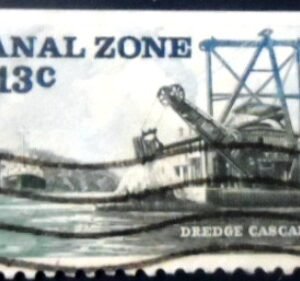 ANAL ZONE
13c
DREDGE CASCA